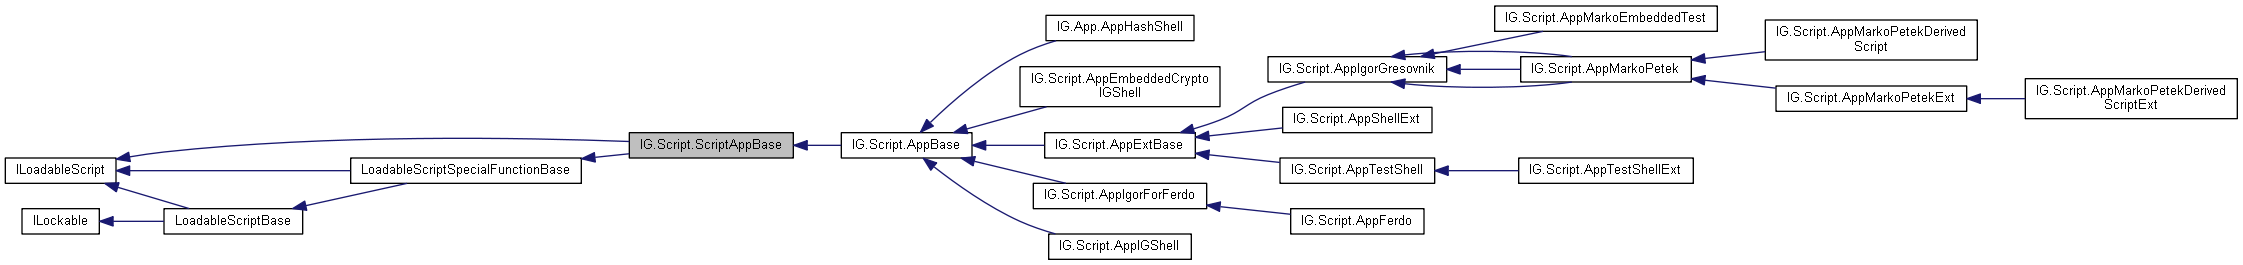 ILoadableScript
ILockable
LoadableScriptBase
LoadableScriptSpecialFunctionBase
IG.Script.ScriptAppBase
IG.Script.AppBase
IG.App.AppHashShell
IG.Script.AppEmbeddedCrypto
IGShell
IG.Script.AppExtBase
IG.Script.AppIgorForFerdo
IG.Script.AppIGShell
IG.Script.AppIgorGresovnik
IG.Script.AppShellExt
IG.Script.AppTestShell
IG.Script.AppFerdo
IG.Script.AppMarkoEmbeddedTest
IG.Script.AppMarkoPetek
IG.Script.AppTestShellExt
IG.Script.AppMarkoPetekDerived
Script
IG.Script.AppMarkoPetekExt
IG.Script.AppMarkoPetekDerived
ScriptExt